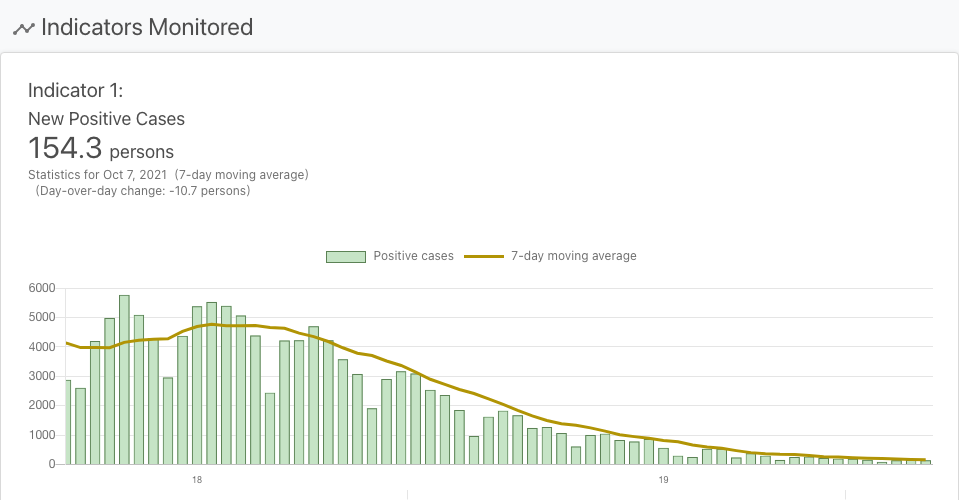 Indicators Monitored
Indicator 1:
New Positive Cases
154.3 persons
Statistics for Oct 7, 2021 (7-day moving average)
(Day-over-day change: -10.7 persons)
Positive cases 7-day moving average
6000
5000
4000
3000
2000
1000
0
18 19